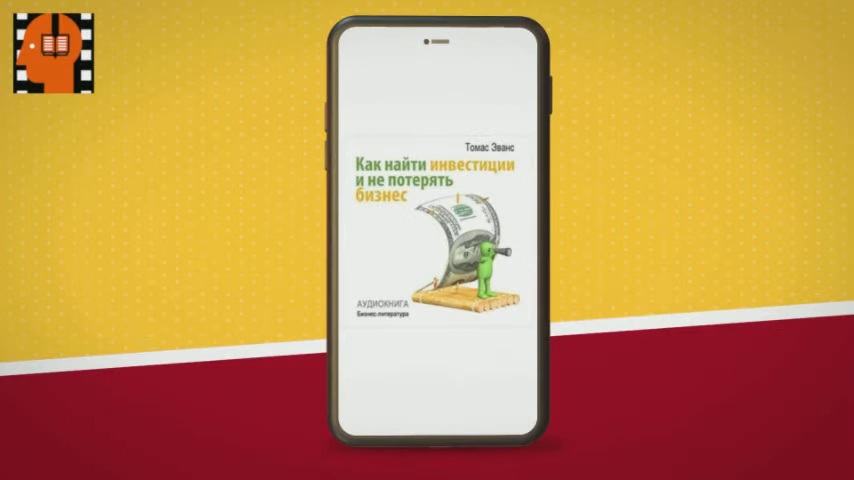 Томас Эванс
Как найти инвестиции
и не потерять
бизнес
АУДИОКНИГА
Бизнес-литература